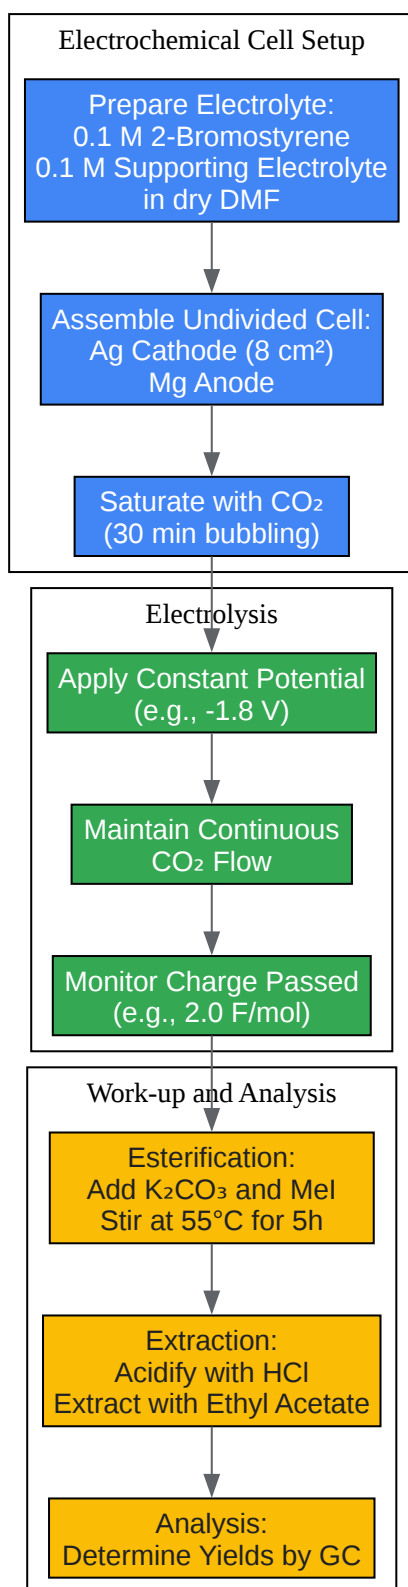 Electrochemical Cell Setup
Prepare Electrolyte:
0.1 M 2-Bromostyrene
0.1 M Supporting Electrolyte
in dry DMF
Assemble Undivided Cell:
Ag Cathode (8 cm²)
Mg Anode
Saturate with CO₂
(30 min bubbling)
Electrolysis
Apply Constant Potential
(e.g., -1.8 V)
Maintain Continuous
CO₂ Flow
Monitor Charge Passed
(e.g., 2.0 F/mol)
Work-up and Analysis
Esterification:
Add K₂CO₃ and MeI
Stir at 55°C for 5h
Extraction:
Acidify with HCl
Extract with Ethyl Acetate
Analysis:
Determine Yields by GC